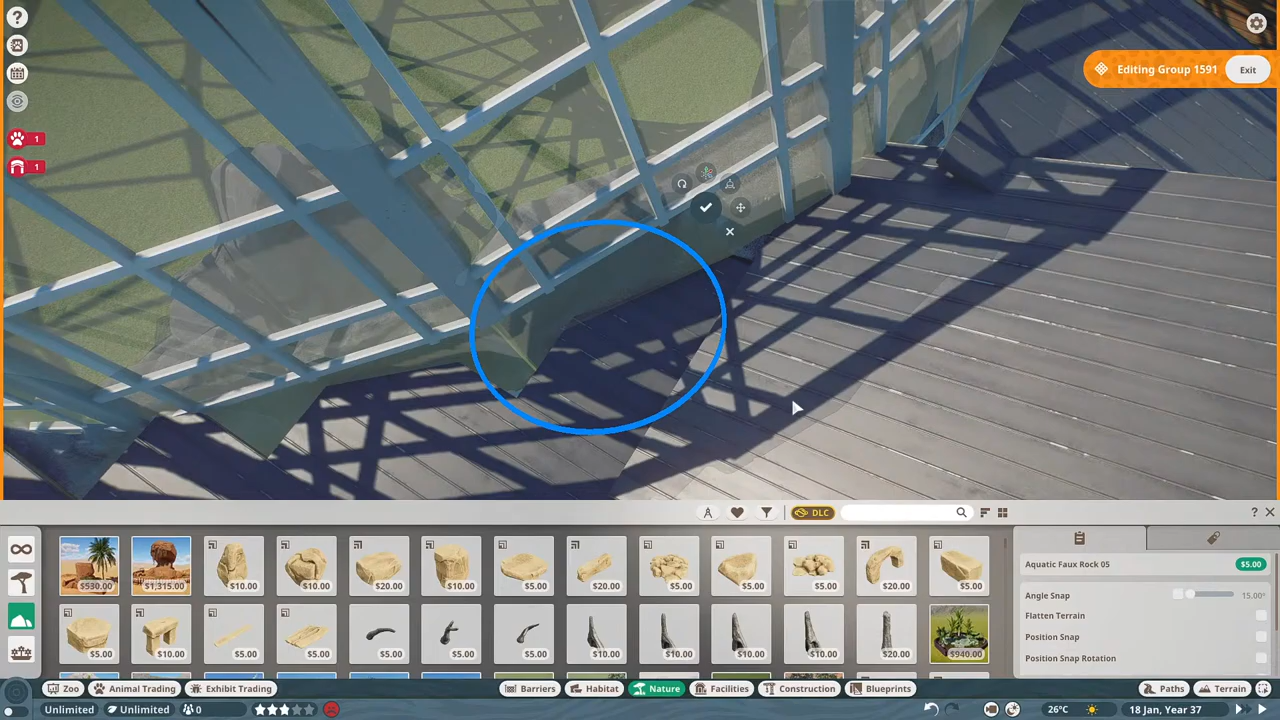 ?
Editing Group 1591 Exit
1
1
DLC
? ×
$530.00 $1,315.00 $10.00 $10.00 $20.00 $10.00 $5.00 $20.00 $5.00 $5.00 $5.00 $20.00 $5.00
$5.00 $10.00 $5.00 $5.00 $5.00 $5.00 $5.00 $10.00 $10.00 $10.00 $10.00 $20.00 $940.00
Aquatic Faux Rock 05 $5.00
Angle Snap 15.00°
Flatten Terrain
Position Snap
Position Snap Rotation
Zoo Animal Trading Exhibit Trading Barriers Habitat Nature Facilities Construction Blueprints Paths Terrain
Unlimited Unlimited 0 26°C 18 Jan, Year 37